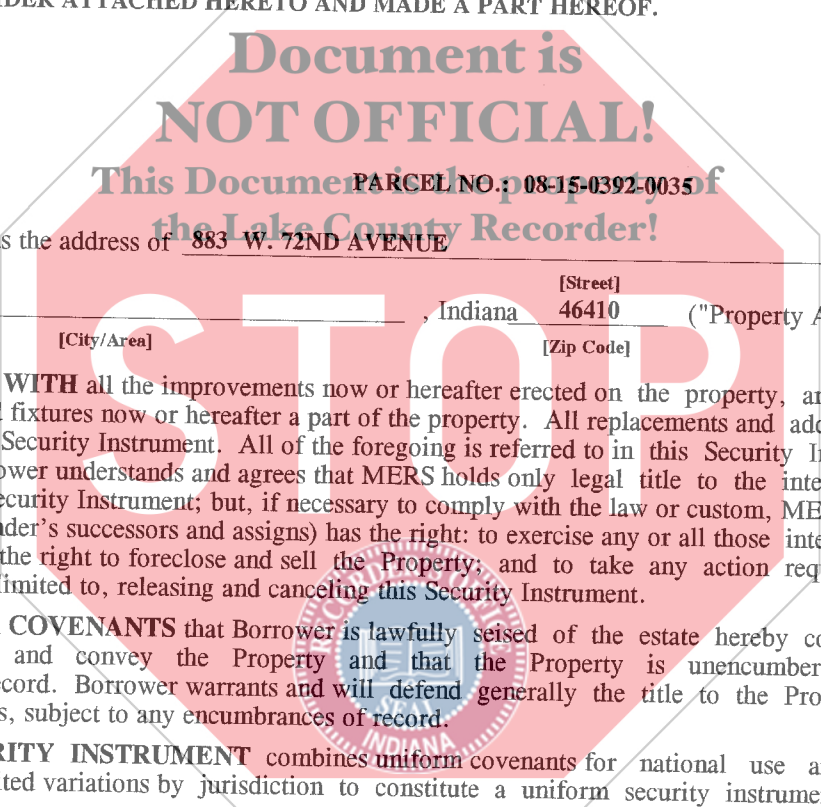 DER ATTACHED HERETO AND MADE A PART HEREOF.
Document is
NOT OFFICIAL!
This Document is the property of
PARCEL NO.: 08-15-0392-0035
the Lake County Recorder!
s the address of 883 W. 72ND AVENUE
[Street]
, Indiana 46410 ("Property A
[City/Area] [Zip Code]
STOP
WITH all the improvements now or hereafter erected on the property, an
fixtures now or hereafter a part of the property. All replacements and add
Security Instrument. All of the foregoing is referred to in this Security In
ower understands and agrees that MERS holds only legal title to the inte
ecurity Instrument; but, if necessary to comply with the law or custom, ME
nder's successors and assigns) has the right: to exercise any or all those inte
the right to foreclose and sell the Property; and to take any action requ
limited to, releasing and canceling this Security Instrument.
COVENANTS that Borrower is lawfully seised of the estate hereby co
and convey the Property and that the Property is unencumber
ecord. Borrower warrants and will defend generally the title to the Pro
s, subject to any encumbrances of record.
RITY INSTRUMENT combines uniform covenants for national use a
ted variations by jurisdiction to constitute a uniform security instrume
RECORDER'S OFFICE
SEAL
INDIANA